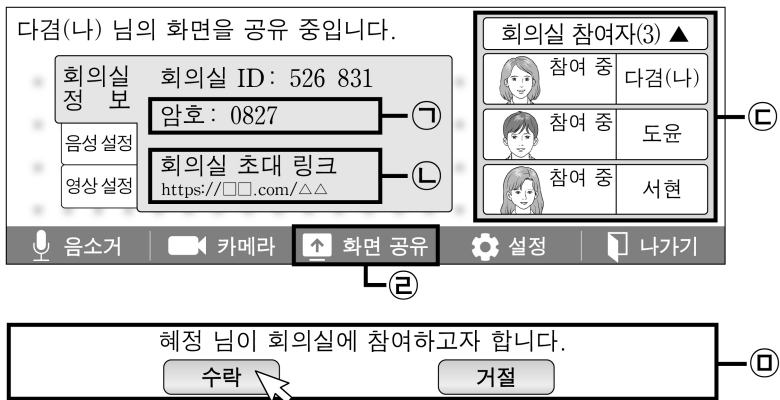 다겸(나) 님의 화면을 공유 중입니다.
회의실 정 보
회의실 ID: 526 831
암호: 0827
㉠
음성 설정
영상 설정
회의실 초대 링크
https://□□.com/△△
㉡
회의실 참여자(3) ▲
참여 중 다겸(나)
참여 중 도윤
참여 중 서현
㉢
음소거 카메라 화면 공유 설정 나가기
㉣
혜정 님이 회의실에 참여하고자 합니다.
수락 거절
㉤